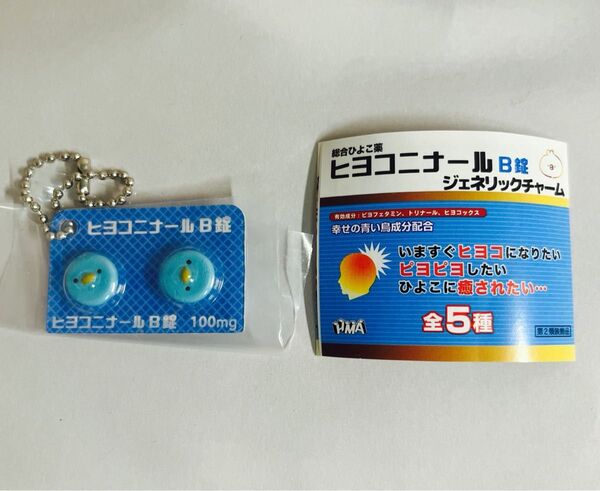 ヒヨコニナールB錠
ヒヨコニナールB錠 100mg
総合ひよこ薬
ヒヨコニナールB錠
ジェネリックチャーム
有効成分:ピヨフェタミン、トリナール、ヒヨコックス
幸せの青い鳥成分配合
いますぐヒヨコになりたい
ピヨピヨしたい
ひよこに癒されたい…
HMA
全5種